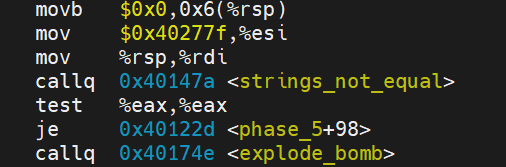 movb $0x0,0x6(%rsp)
mov $0x40277f,%esi
mov %rsp,%rdi
callq 0x40147a <strings_not_equal>
test %eax,%eax
je 0x40122d <phase_5+98>
callq 0x40174e <explode_bomb>